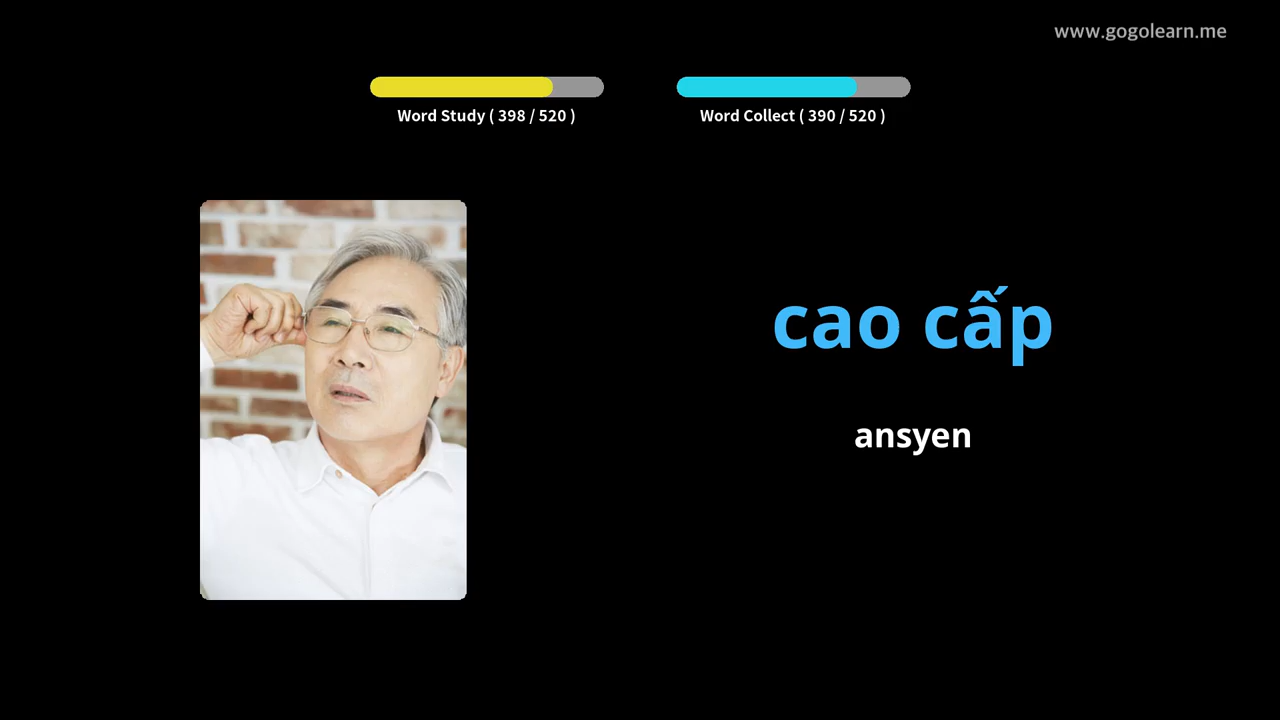 www.gogolearn.me
Word Study ( 398 / 520 )
Word Collect ( 390 / 520 )
cao cấp
ansyen